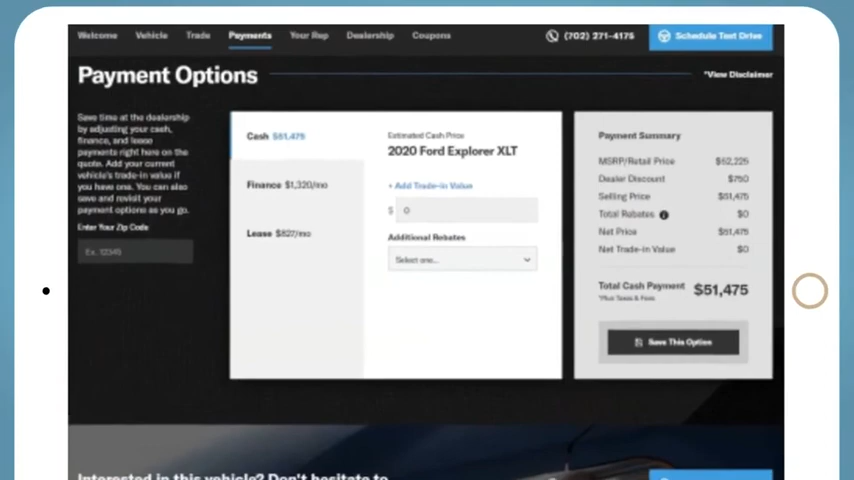 Welcome Vehicle Trade Payments Your Rep Dealership Coupons (702) 271-4175 Schedule Test Drive
Payment Options
*View Disclaimer
Save time at the dealership
by adjusting your cash,
finance, and lease
payments right here on the
quote. Add your current
vehicle's trade-in value if
you have one. You can also
save and revisit your
payment options as you go.
Enter Your Zip Code
Ex. 12345
Cash $51,475
Finance $1,320/mo
Lease $827/mo
Estimated Cash Price
2020 Ford Explorer XLT
+ Add Trade-in Value
$ 0
Additional Rebates
Select one...
Payment Summary
MSRP/Retail Price $52,225
Dealer Discount $750
Selling Price $51,475
Total Rebates $0
Net Price $51,475
Net Trade-in Value $0
Total Cash Payment $51,475
*Plus Taxes & Fees
Save This Option
Interested in this vehicle? Don't hesitate to